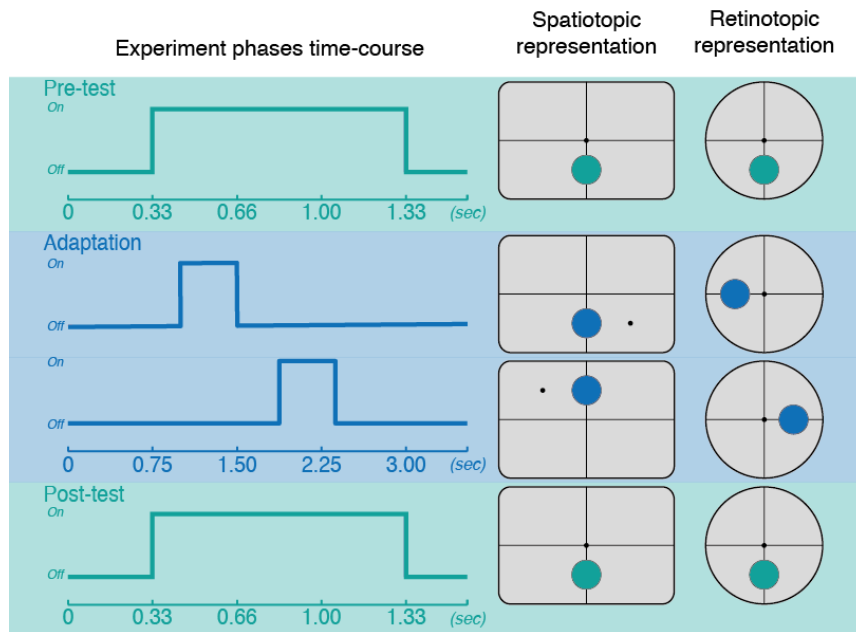 Experiment phases time-course
Spatiotopic
representation
Retinotopic
representation
Pre-test
On
Off
0 0.33 0.66 1.00 1.33 (sec)
Adaptation
On
Off
On
Off
0 0.75 1.50 2.25 3.00 (sec)
Post-test
On
Off
0 0.33 0.66 1.00 1.33 (sec)